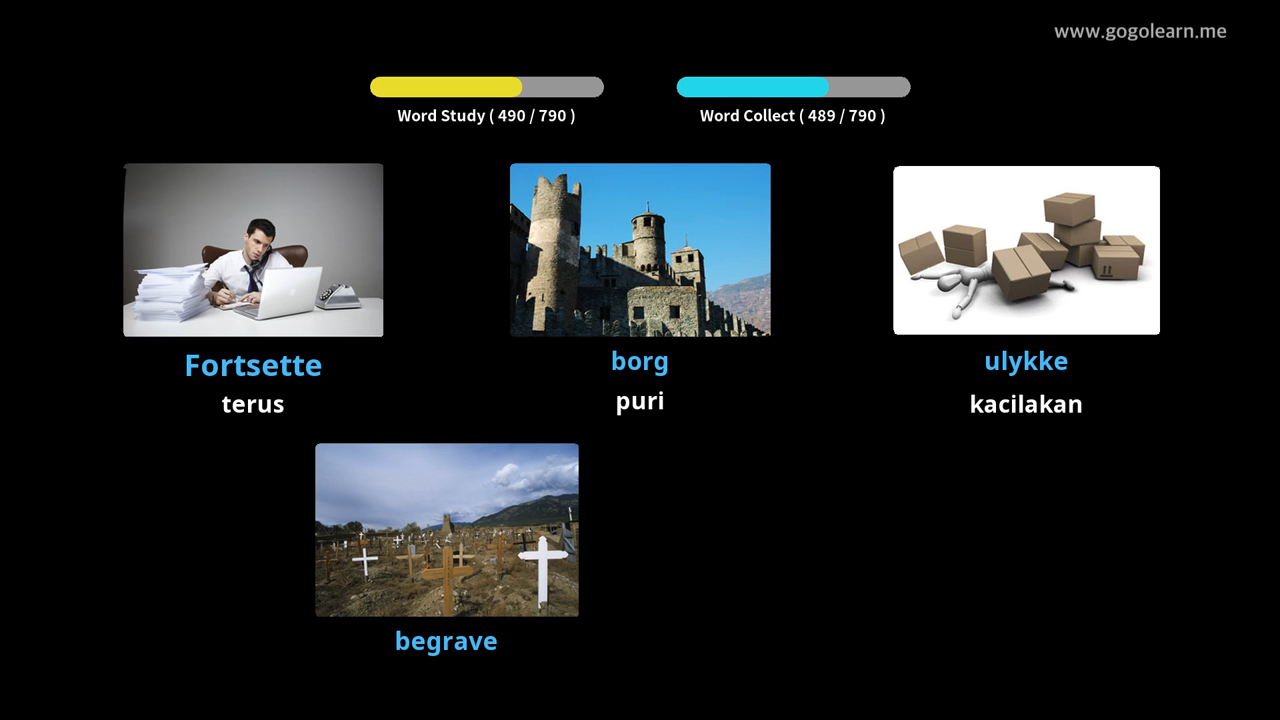 www.gogolearn.me
Word Study ( 490 / 790 )
Word Collect ( 489 / 790 )
Fortsette
terus
borg
puri
ulykke
kacilakan
begrave